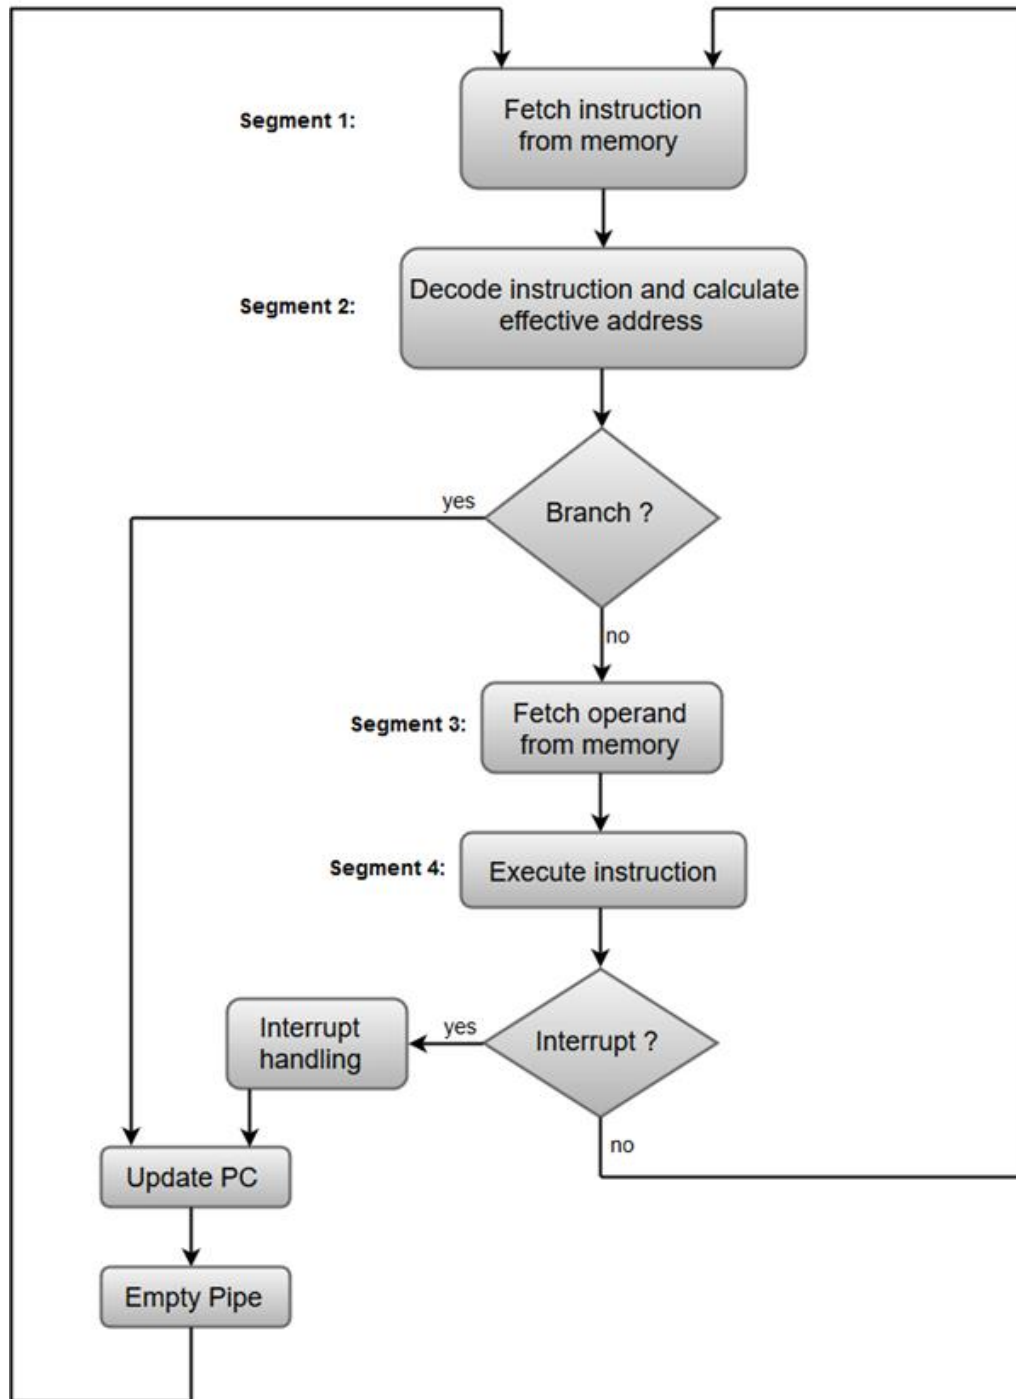 Segment 1:
Fetch instruction
from memory
Segment 2:
Decode instruction and calculate
effective address
Branch ?
yes
no
Segment 3:
Fetch operand
from memory
Segment 4:
Execute instruction
Interrupt ?
yes
Interrupt
handling
no
Update PC
Empty Pipe